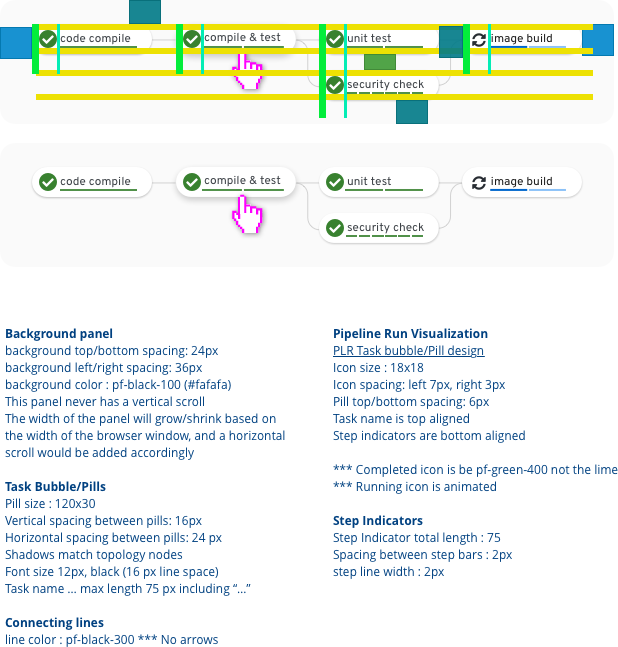 code compile
compile & test
unit test
image build
security check
code compile
compile & test
unit test
image build
security check
Background panel
background top/bottom spacing: 24px
background left/right spacing: 36px
background color : pf-black-100 (#fafafa)
This panel never has a vertical scroll
The width of the panel will grow/shrink based on
the width of the browser window, and a horizontal
scroll would be added accordingly
Task Bubble/Pills
Pill size : 120x30
Vertical spacing between pills: 16px
Horizontal spacing between pills: 24 px
Shadows match topology nodes
Font size 12px, black (16 px line space)
Task name ... max length 75 px including “...”
Connecting lines
line color : pf-black-300 *** No arrows
Pipeline Run Visualization
PLR Task bubble/Pill design
Icon size : 18x18
Icon spacing: left 7px, right 3px
Pill top/bottom spacing: 6px
Task name is top aligned
Step indicators are bottom aligned
*** Completed icon is be pf-green-400 not the lime
*** Running icon is animated
Step Indicators
Step Indicator total length : 75
Spacing between step bars : 2px
step line width : 2px